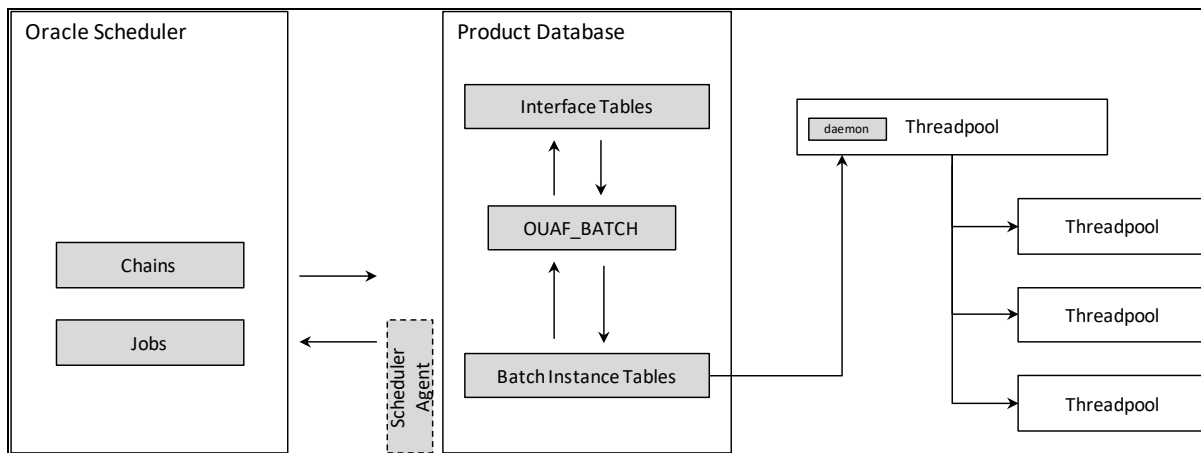 Oracle Scheduler
Chains
Jobs
Scheduler
Agent
Product Database
Interface Tables
OUAF_BATCH
Batch Instance Tables
daemon
Threadpool
Threadpool
Threadpool
Threadpool